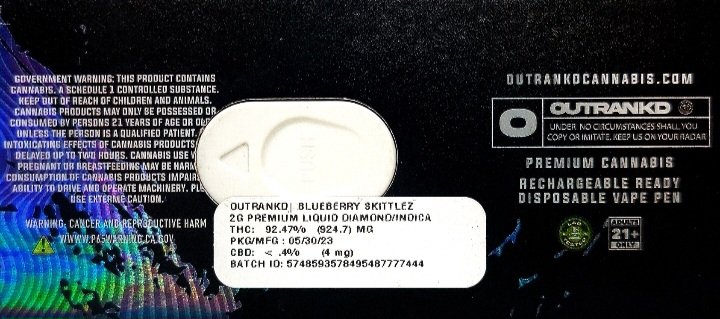 GOVERNMENT WARNING: THIS PRODUCT CONTAINS
CANNABIS. A SCHEDULE 1 CONTROLLED SUBSTANCE.
KEEP OUT OF REACH OF CHILDREN AND ANIMALS.
CANNABIS PRODUCTS MAY ONLY BE POSSESSED OR
CONSUMED BY PERSONS 21 YEARS OF AGE OR
UNLESS THE PERSON IS A QUALIFIED PATIENT.
INTOXICATING EFFECTS OF CANNABIS PRODUCTS
DELAYED UP TO TWO HOURS. CANNABIS USE
PREGNANT OR BREASTFEEDING MAY BE HARM
CONSUMPTION OF CANNABIS PRODUCTS IMPAIR
ABILITY TO DRIVE AND OPERATE MACHINERY.
USE EXTERME CAUTION.
WARNING: CANCER AND REPRODUCTIVE HARM
WWW.P65WARNING.CA.GOV
OUTRANKD| .BLUEBERRY SKITTLEZ
2G PREMIUM LIQUID DIAMOND/INDICA
THC: 92.47% (924.7) MG
PKG/MFG : 05/30/23
CBD: < .4% (4 mg)
BATCH ID: 5748593578495487777444
OUTRANKDCANNABIS.COM
O OUTRANKD
UNDER NO CIRCUMSTANCES SHALL YOU
COPY OR IMITATE. KEEP US ON YOUR RADAR
PREMIUM CANNABIS
RECHARGEABLE READY
DISPOSABLE VAPE PEN
ADULTS
21+
ONLY